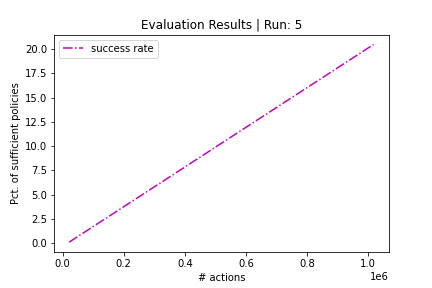 Evaluation Results | Run: 5
success rate
Pct. of sufficient policies
20.0
17.5
15.0
12.5
10.0
7.5
5.0
2.5
0.0
0.0 0.2 0.4 0.6 0.8 1.0
1e6
# actions